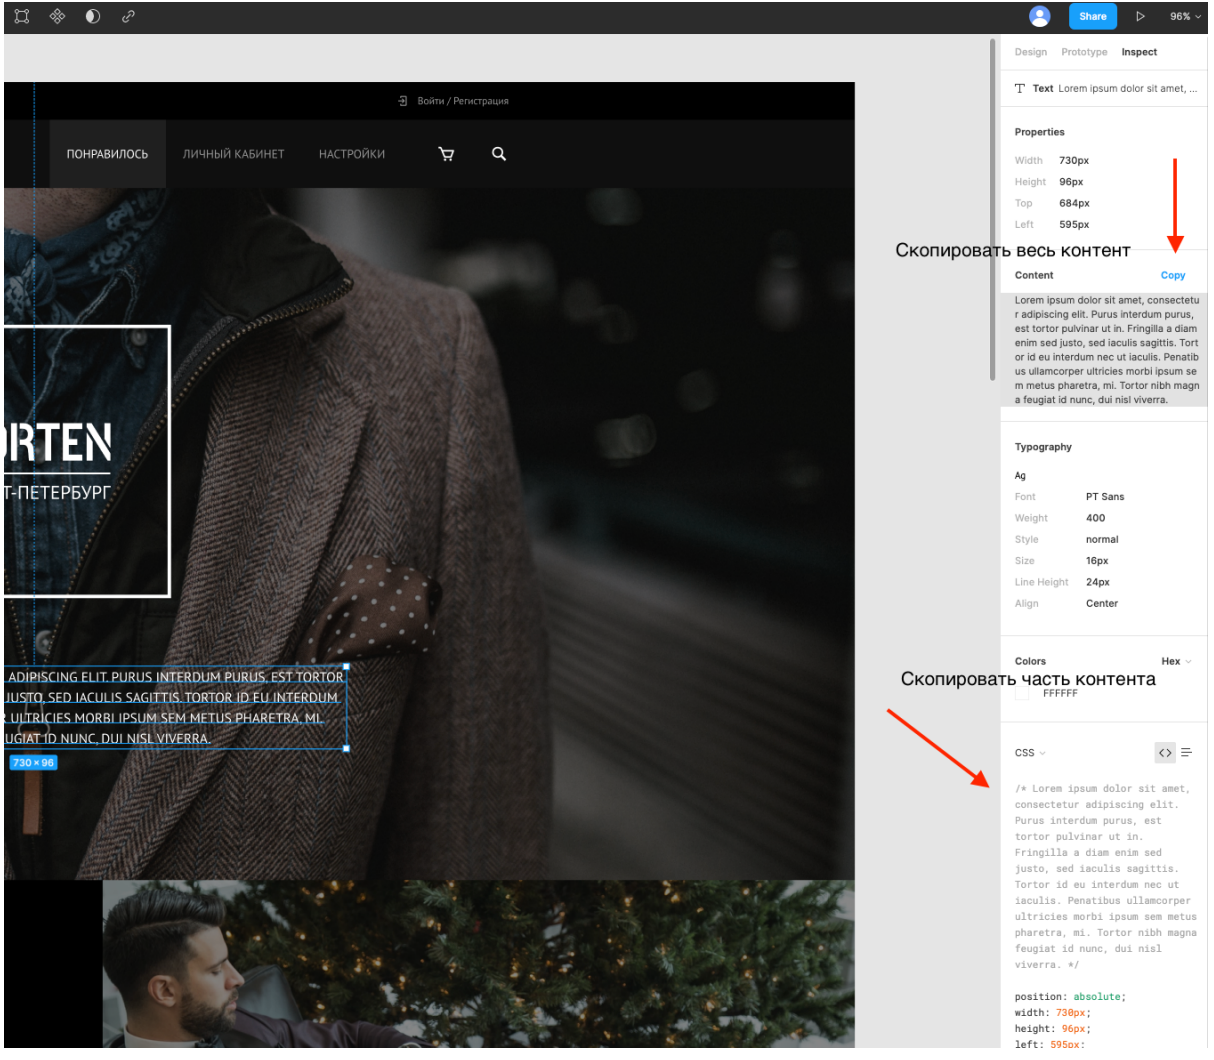 Share
96%
Design Prototype Inspect
T Text Lorem ipsum dolor sit amet, ...
Войти / Регистрация
ПОНРАВИЛОСЬ ЛИЧНЫЙ КАБИНЕТ НАСТРОЙКИ
Properties
Width 730px
Height 96px
Top 684px
Left 595px
Скопировать весь контент
Content Copy
Lorem ipsum dolor sit amet, consectetu
r adipiscing elit. Purus interdum purus,
est tortor pulvinar ut in. Fringilla a diam
enim sed justo, sed iaculis sagittis. Tort
or id eu interdum nec ut iaculis. Penatib
us ullamcorper ultricies morbi ipsum se
m metus pharetra, mi. Tortor nibh magn
a feugiat id nunc, dui nisl viverra.
ORTEN
Т-ПЕТЕРБУРГ
Typography
Ag
Font PT Sans
Weight 400
Style normal
Size 16px
Line Height 24px
Align Center
ADIPISCING ELIT. PURUS INTERDUM PURUS, EST TORTOR
JUSTO, SED IACULIS SAGITTIS. TORTOR ID EU INTERDUM
R ULTRICIES MORBI IPSUM SEM METUS PHARETRA, MI.
UGIAT ID NUNC, DUI NISL VIVERRA.
730 × 96
Colors Hex
Скопировать часть контента
FFFFFF
CSS
/* Lorem ipsum dolor sit amet,
consectetur adipiscing elit.
Purus interdum purus, est
tortor pulvinar ut in.
Fringilla a diam enim sed
justo, sed iaculis sagittis.
Tortor id eu interdum nec ut
iaculis. Penatibus ullamcorper
ultricies morbi ipsum sem metus
pharetra, mi. Tortor nibh magna
feugiat id nunc, dui nisl
viverra. */
position: absolute;
width: 730px;
height: 96px;
left: 595px;